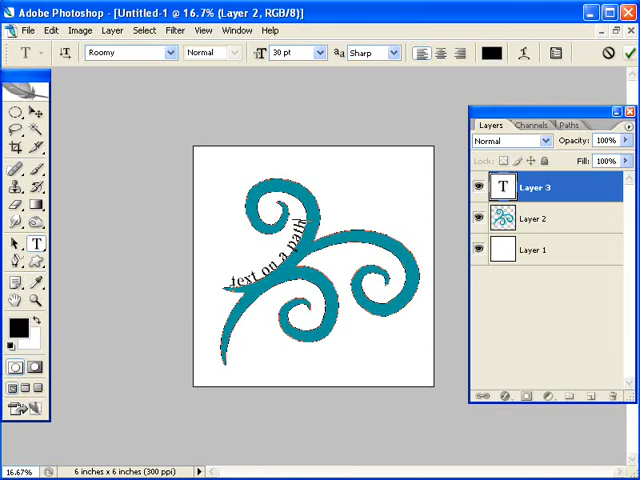 Adobe Photoshop - [Untitled-1 @ 16.7% (Layer 2, RGB/8)]
File Edit Image Layer Select Filter View Window Help
T Roomy Normal T 30 pt aa Sharp
Layers Channels Paths
Normal Opacity: 100%
Lock: Fill: 100%
T Layer 3
Layer 2
Layer 1
T
text on a path
16.67% 6 inches x 6 inches (300 ppi)